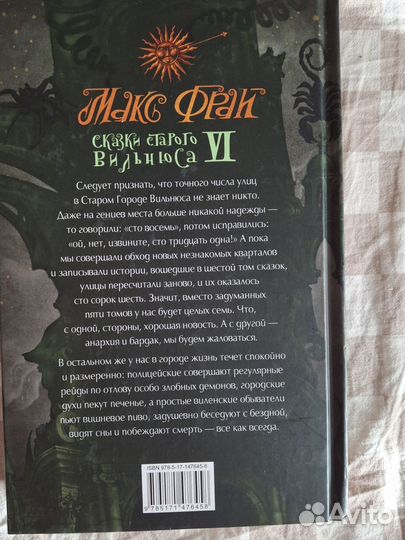 Макс Фрай
Сказки старого
Вильнюса VI
Следует признать, что точного числа улиц
в Старом Городе Вильнюса не знает никто.
Даже на гениев места больше никакой надежды —
то говорили: «сто восемь», потом исправились:
«ой, нет, извините, сто тридцать одна!» А пока
мы совершали обход новых незнакомых кварталов
и записывали истории, вошедшие в шестой том сказок,
улицы пересчитали заново, и их оказалось
сто сорок шесть. Значит, вместо задуманных
пяти томов у нас будет целых семь. Что,
с одной стороны, хорошая новость. А с другой —
анархия и бардак, мы будем жаловаться.
В остальном же у нас в городе жизнь течет спокойно
и размеренно: полицейские совершают регулярные
рейды по отлову особо злобных демонов, городские
духи пекут печенье, а простые виленские обыватели
пьют вишневое пиво, задушевно беседуют с бездной,
видят сны и побеждают смерть — все как всегда.
ISBN 978-5-17-147645-8
9 785171 476458
Avito